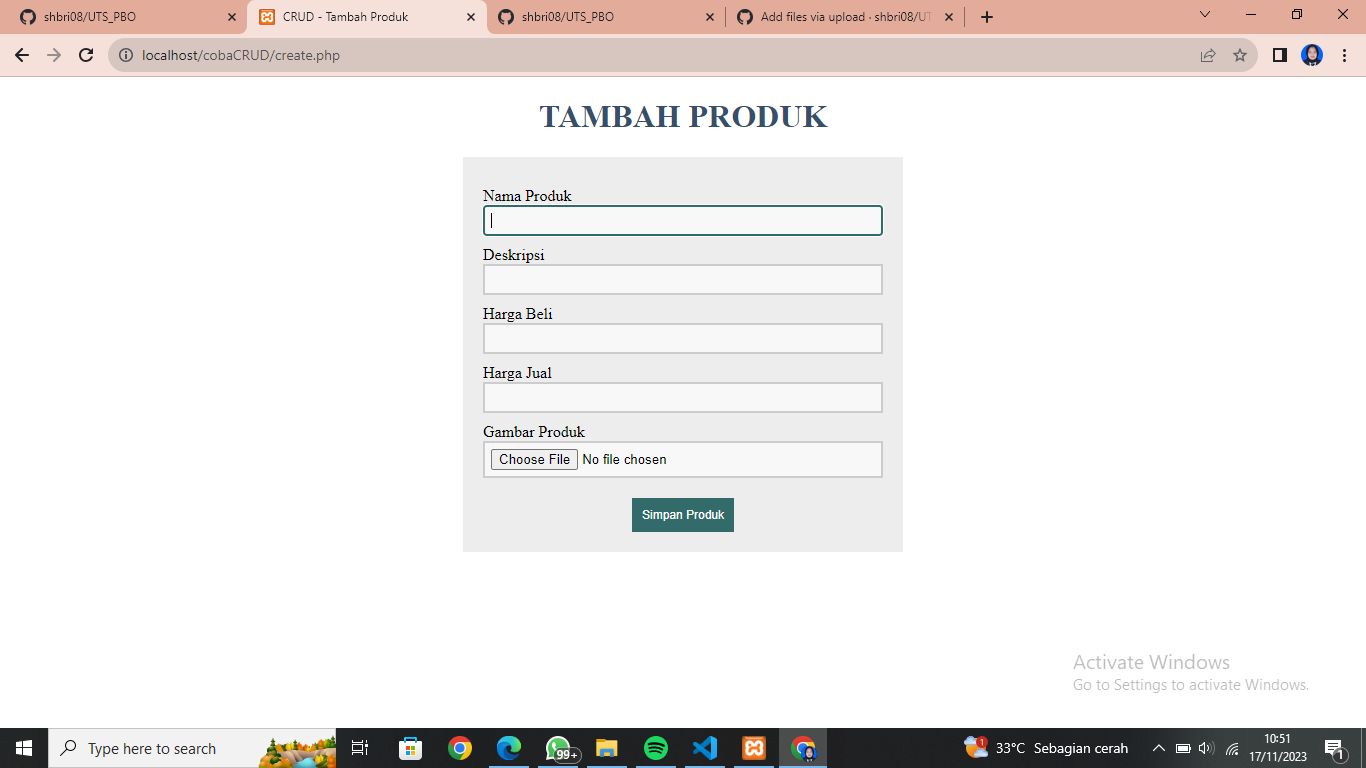 shbri08/UTS_PBO
CRUD - Tambah Produk
shbri08/UTS_PBO
Add files via upload · shbri08/UT
localhost/cobaCRUD/create.php
TAMBAH PRODUK
Nama Produk
Deskripsi
Harga Beli
Harga Jual
Gambar Produk
Choose File No file chosen
Simpan Produk
Activate Windows
Go to Settings to activate Windows.
Type here to search
99+
1
33°C Sebagian cerah
10:51
17/11/2023
1